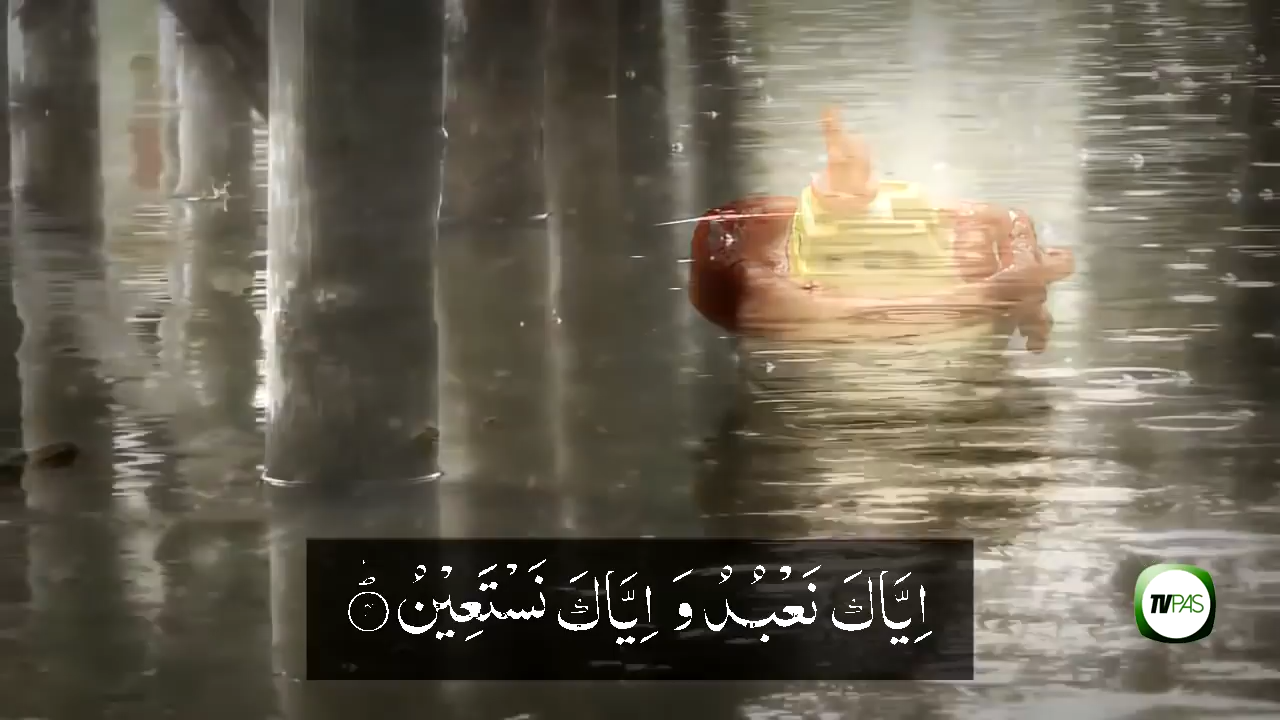 اِیَّاكَ نَعْبُدُ وَ اِیَّاكَ نَسْتَعِیْنُ
TVPAS